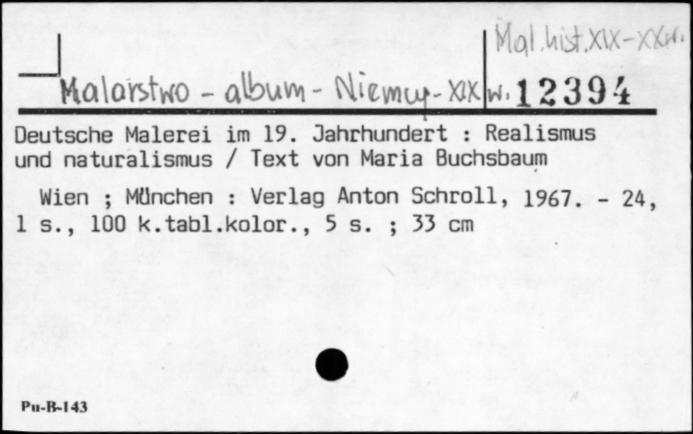 Mal.hist.XIX-XXw.
Malarstwo - album - Niemcy - XIX w. 12394
Deutsche Malerei im 19. Jahrhundert : Realismus
und naturalismus / Text von Maria Buchsbaum
Wien ; München : Verlag Anton Schroll, 1967. - 24,
1 s., 100 k.tabl.kolor., 5 s. ; 33 cm
Pu-B-143